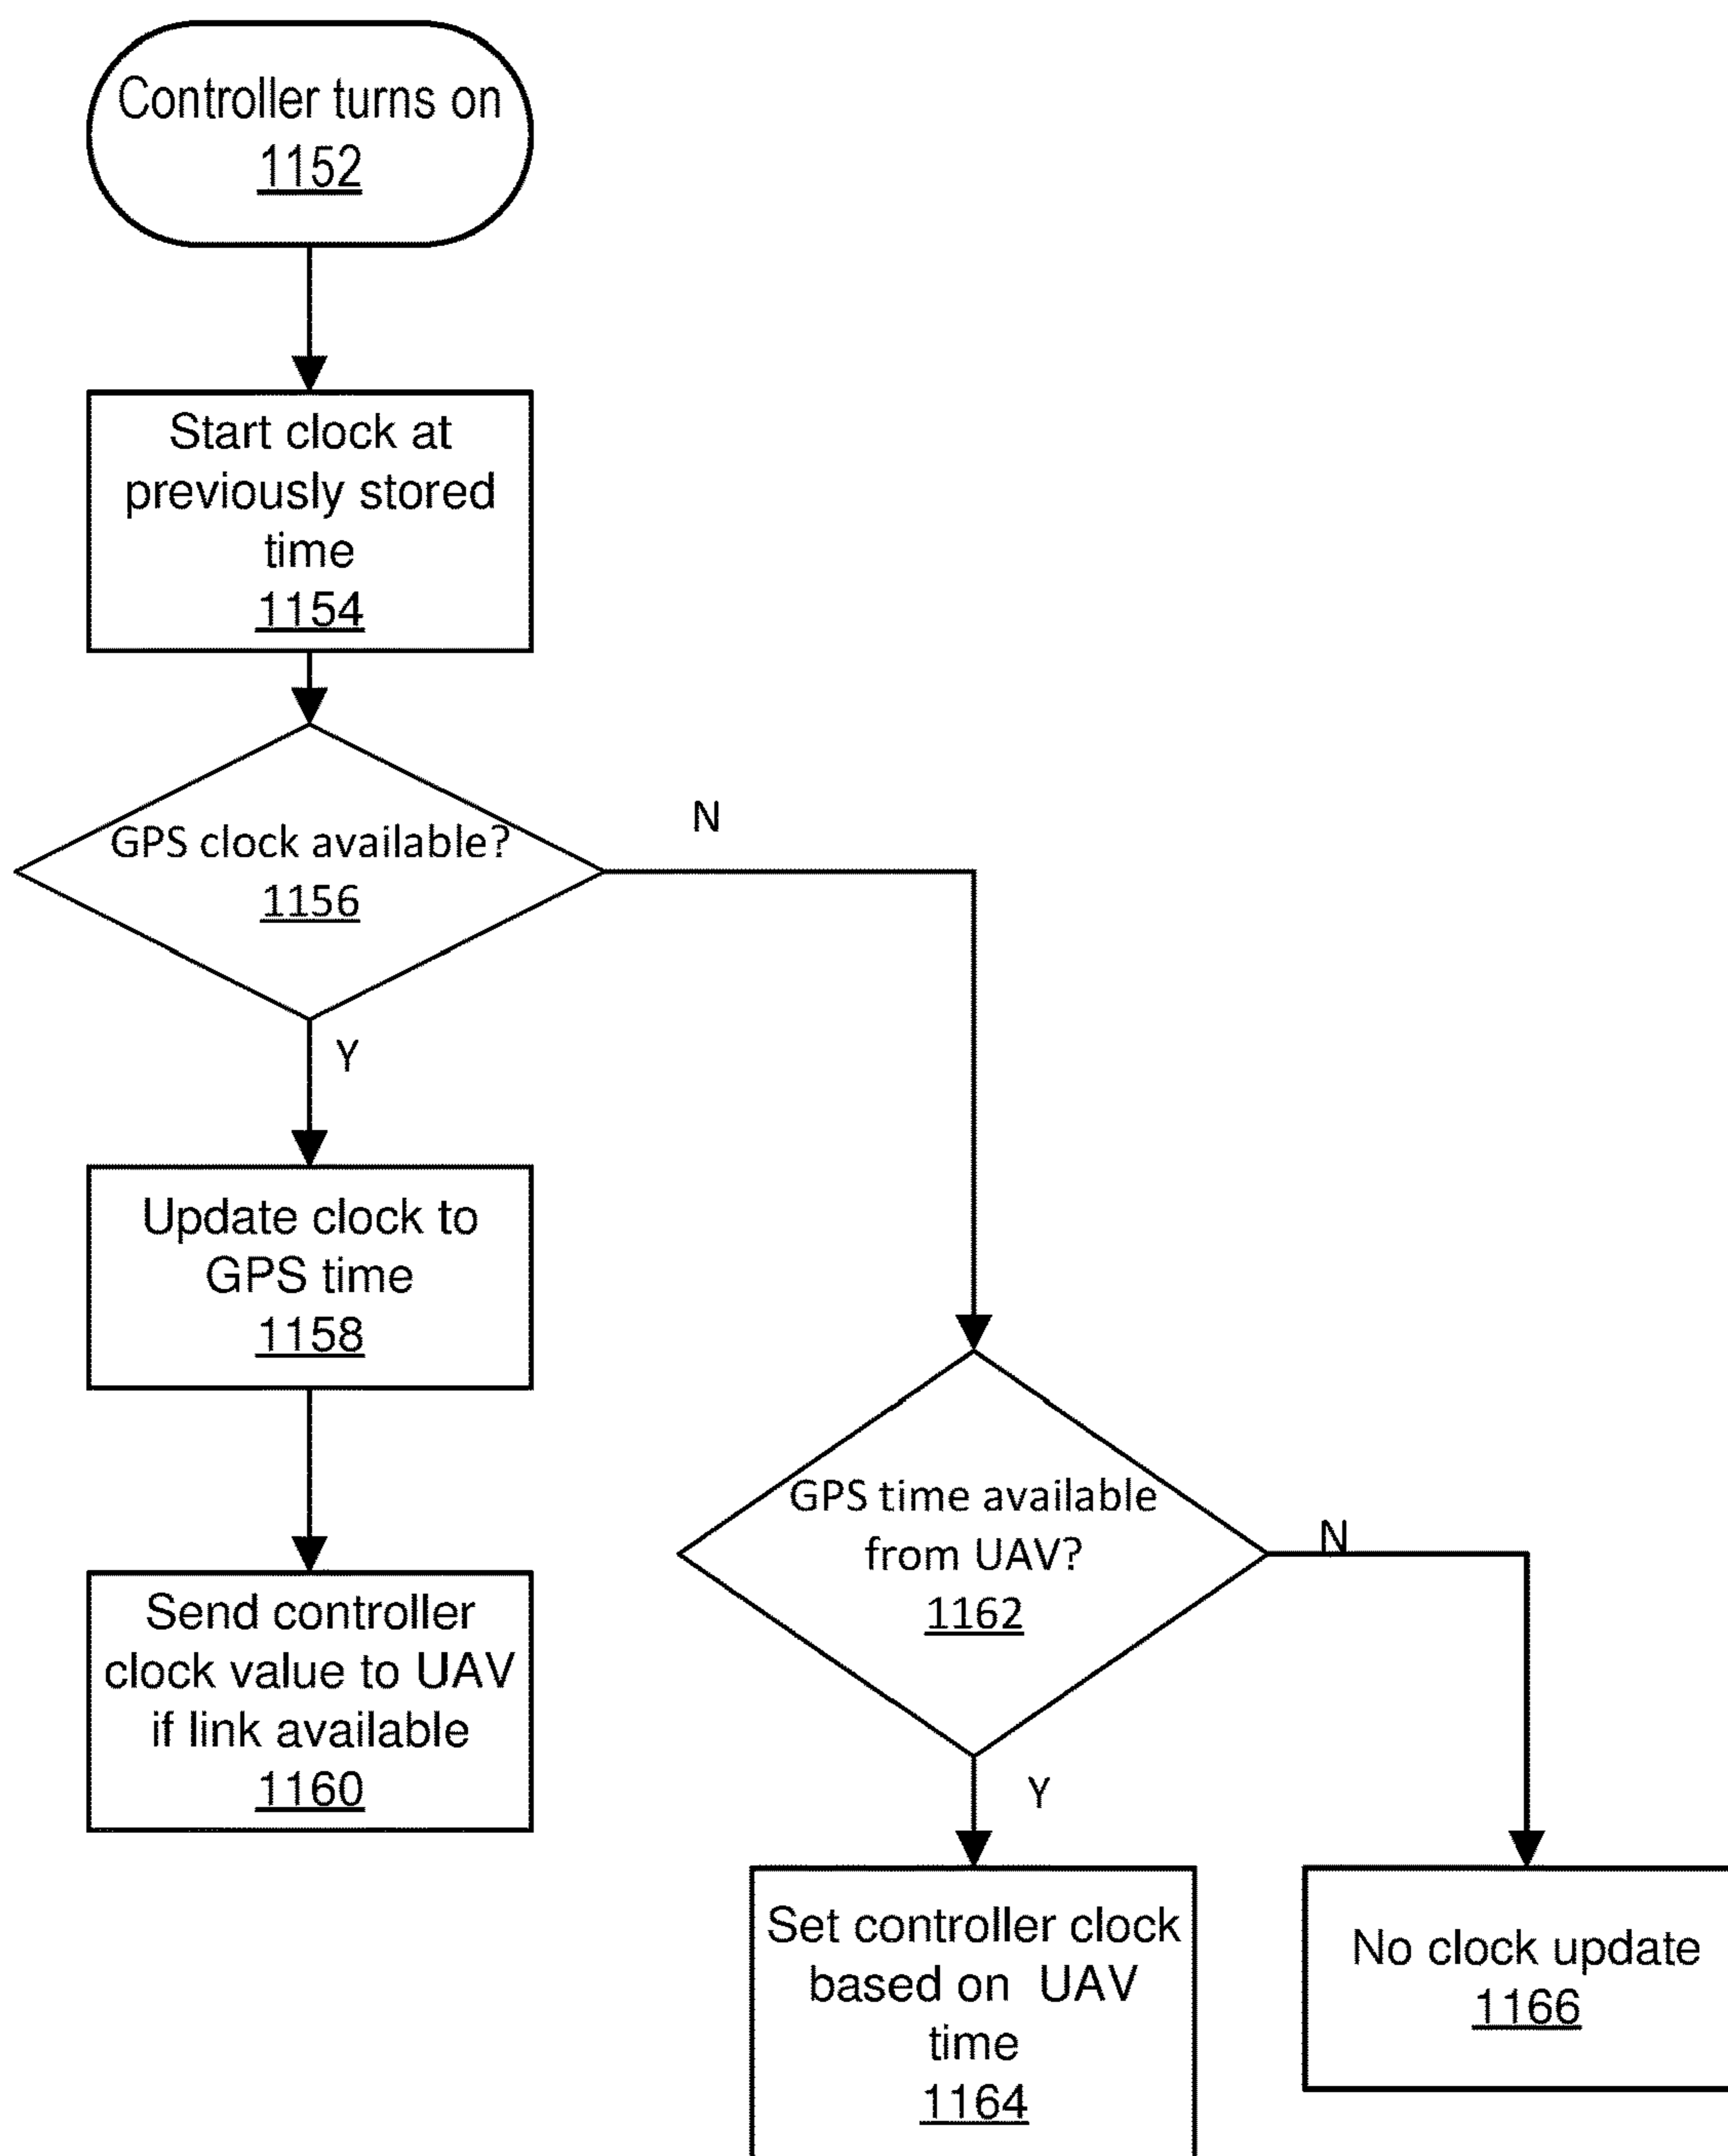 Controller turns on
1152
Start clock at
previously stored
time
1154
GPS clock available?
1156
N
Y
Update clock to
GPS time
1158
Send controller
clock value to UAV
if link available
1160
GPS time available
from UAV?
1162
N
Y
Set controller clock
based on UAV
time
1164
No clock update
1166